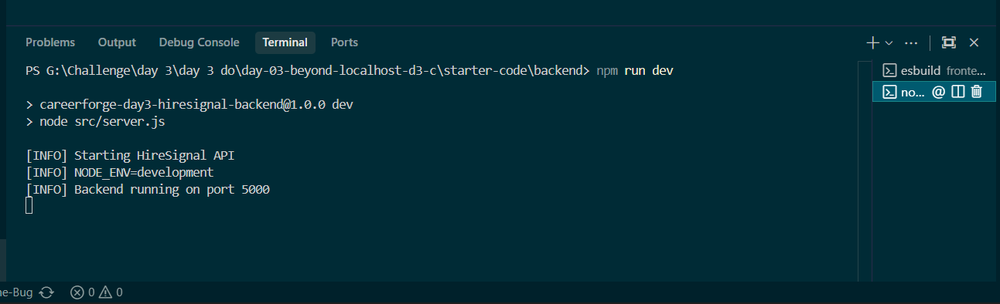 Problems Output Debug Console Terminal Ports
PS G:\Challenge\day 3\day 3 do\day-03-beyond-localhost-d3-c\starter-code\backend> npm run dev
esbuild fronte...
no... @
> careerforge-day3-hiresignal-backend@1.0.0 dev
> node src/server.js
[INFO] Starting HireSignal API
[INFO] NODE_ENV=development
[INFO] Backend running on port 5000
ne-Bug 0 0